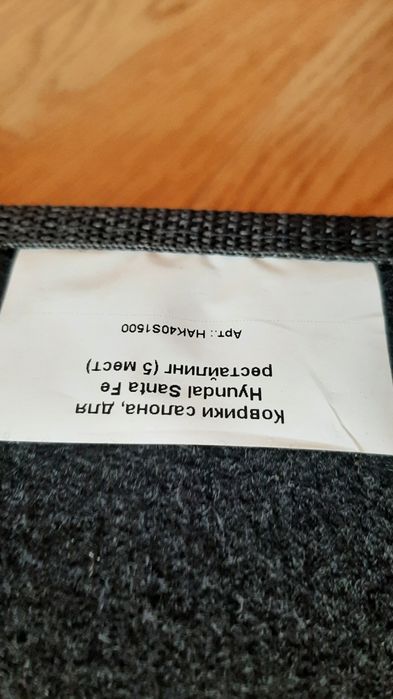 Коврики салона, для
Hyundai Santa Fe
рестайлинг (5 мест)
Арт.: HAK40S1500